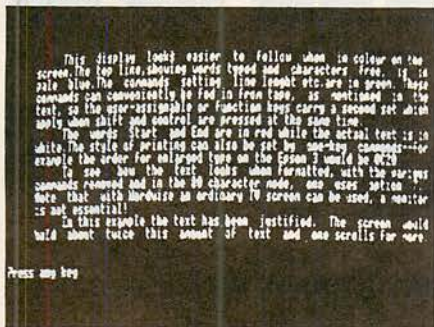 This display looks easier to follow when in colour on the
screen. The top line, showing words typed and characters free, is in
pale blue. The commands setting line lenght etc. are in green. These
commands can conveniently be fed in from tape, as mentioned in the
text, so the user-assignable or function keys carry a second set which
apply when shift and control are pressed at the same time.
The words Start and End are in red while the actual text is in
white. The style of printing can also be set by one-key commands--for
example the order for enlarged type on the Epson 3 would be
To see how the text looks when formatted, with the various
commands removed and in the 80 character mode, one uses option
Note that with Wordwise an ordinary TV screen can be used, a monitor
is not essential!
In this example the text has been justified. The screen would
hold about twice this amount of text and one scrolls for more.
Press any key